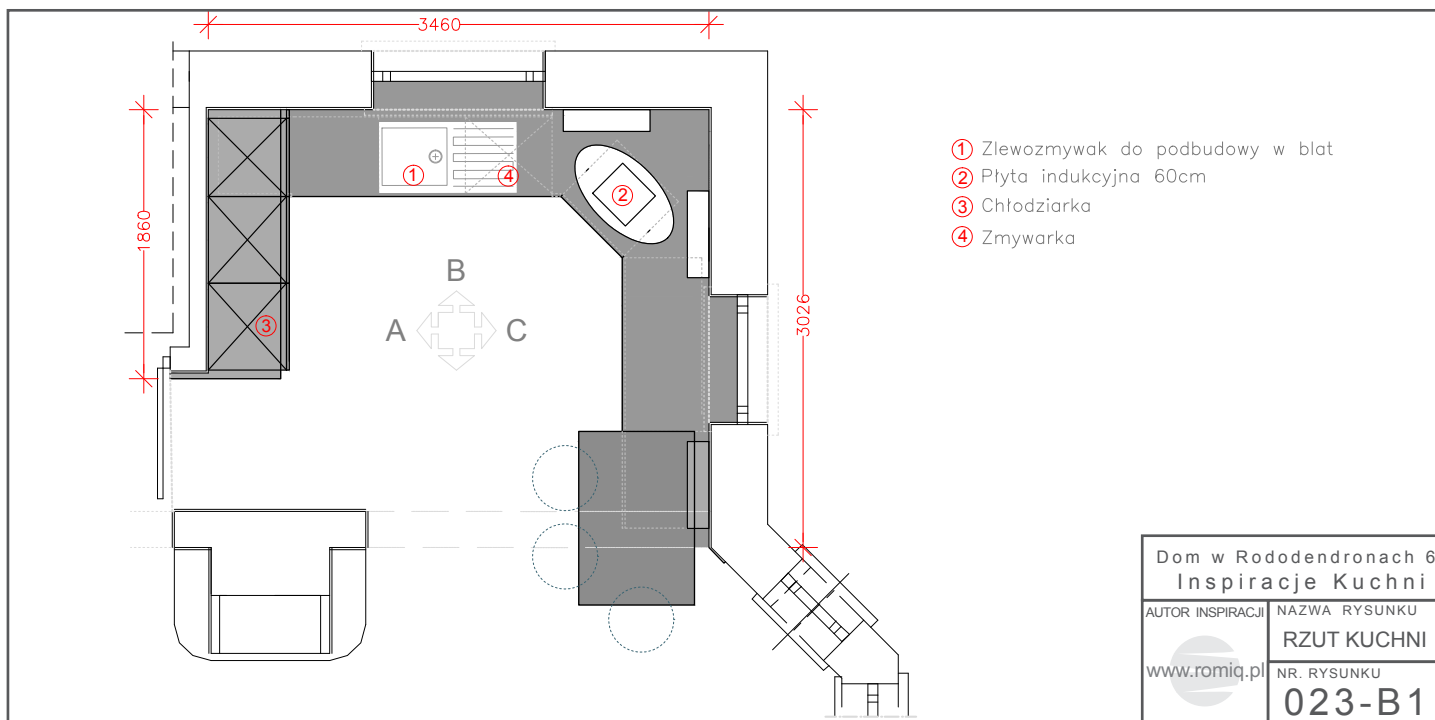 3460
1860
3026
1 Zlewozmywak do podbudowy w blat
2 Płyta indukcyjna 60cm
3 Chłodziarka
4 Zmywarka
1
4
2
3
B
A
C
Dom w Rododendronach 6
Inspiracje Kuchni
AUTOR INSPIRACJI
www.romiq.pl
NAZWA RYSUNKU
RZUT KUCHNI
NR. RYSUNKU
023-B1